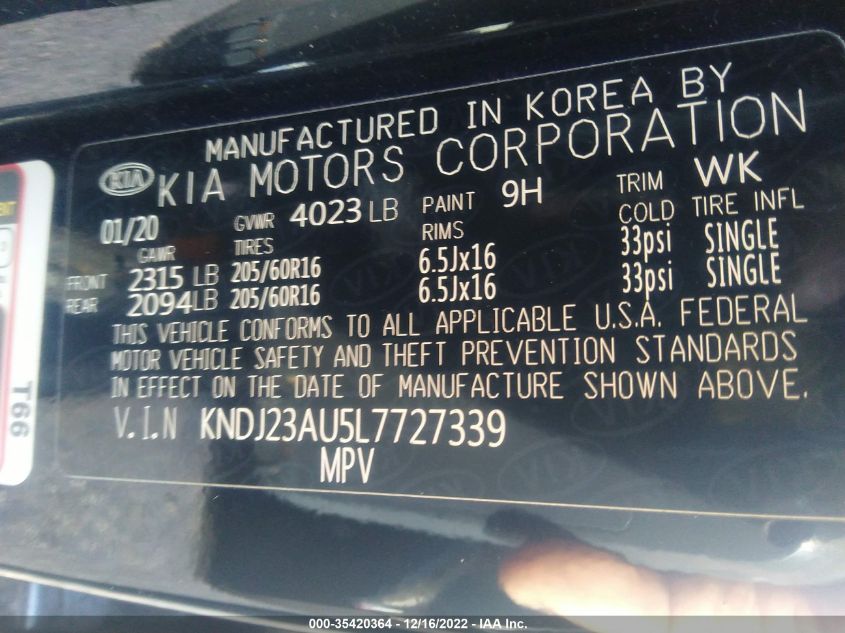 MANUFACTURED IN KOREA BY
KIA KIA MOTORS CORPORATION
01/20 GVWR 4023 LB PAINT 9H TRIM WK
GAWR TIRES RIMS COLD TIRE INFL
FRONT 2315 LB 205/60R16 6.5Jx16 33psi SINGLE
REAR 2094 LB 205/60R16 6.5Jx16 33psi SINGLE
THIS VEHICLE CONFORMS TO ALL APPLICABLE U.S.A. FEDERAL
MOTOR VEHICLE SAFETY AND THEFT PREVENTION STANDARDS
IN EFFECT ON THE DATE OF MANUFACTURE SHOWN ABOVE.
V.I.N KNDJ23AU5L7727339
MPV
T66
000-35420364 - 12/16/2022 - IAA Inc.